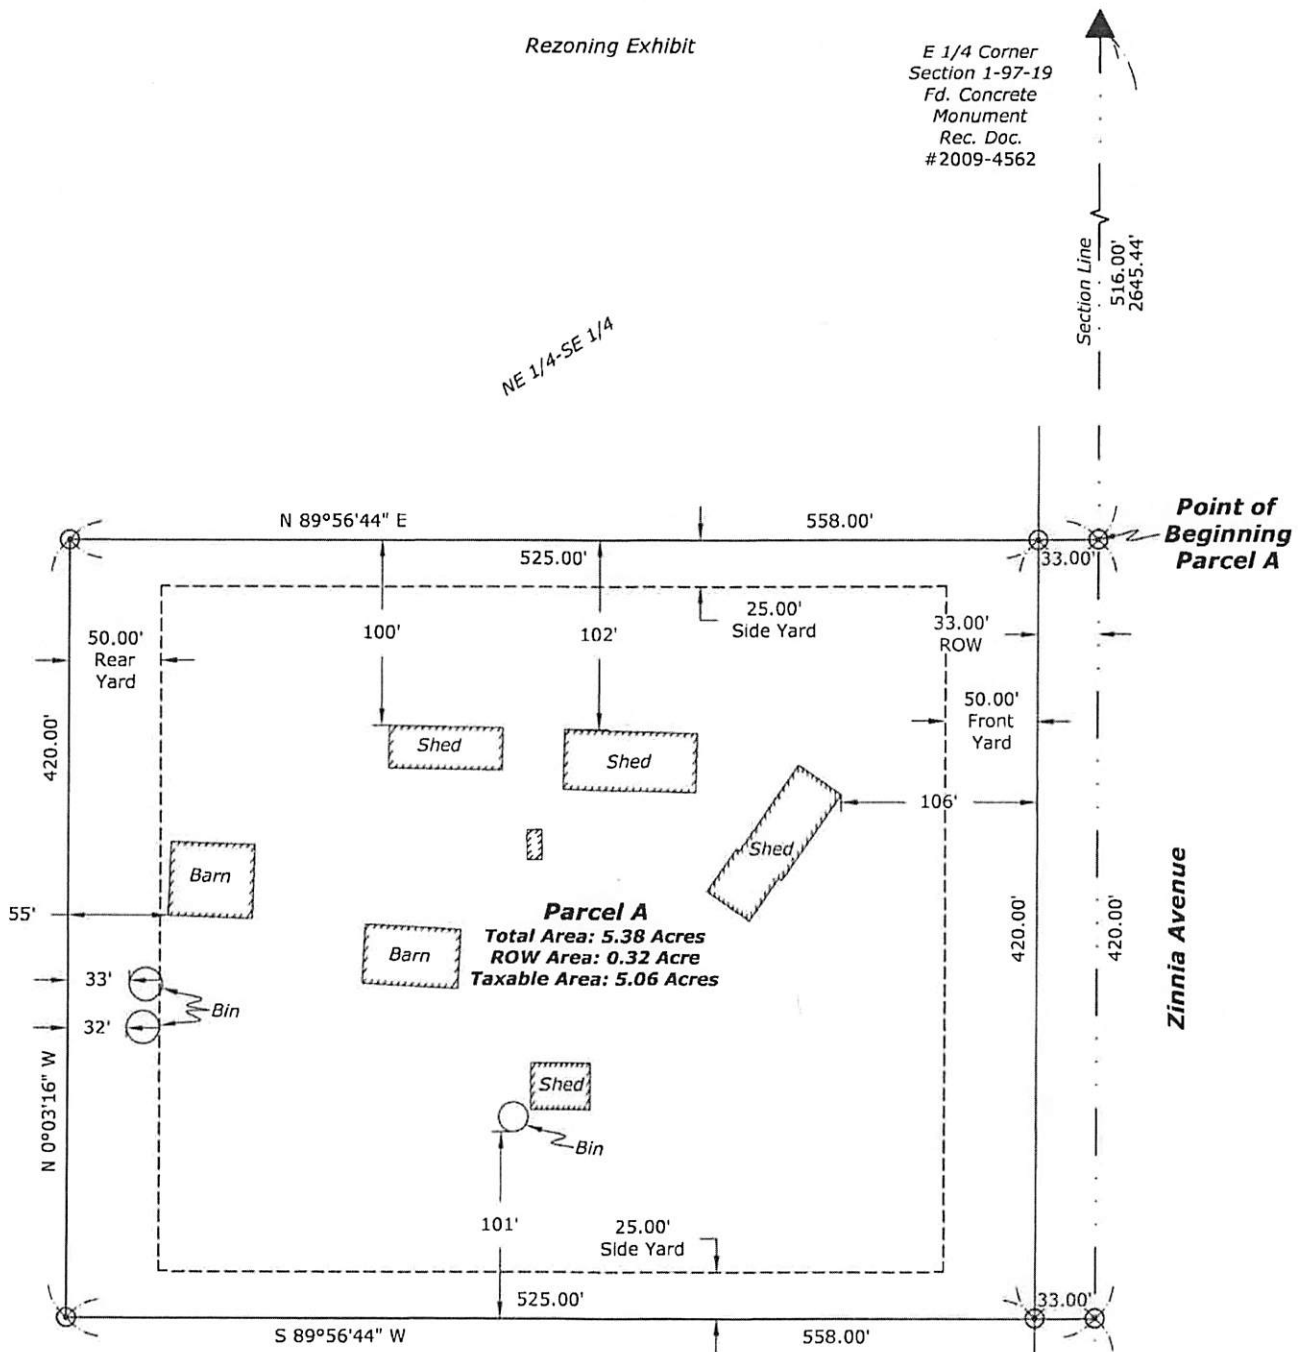 Rezoning Exhibit
E 1/4 Corner
Section 1-97-19
Fd. Concrete
Monument
Rec. Doc.
#2009-4562
Section Line
516.00'
2645.44'
NE 1/4-SE 1/4
Point of
Beginning
Parcel A
N 89°56'44" E
558.00'
525.00'
33.00'
25.00'
Side Yard
33.00'
ROW
100'
102'
50.00'
Rear
Yard
50.00'
Front
Yard
420.00'
Shed
Shed
106'
Shed
Barn
55'
Parcel A
Total Area: 5.38 Acres
ROW Area: 0.32 Acre
Taxable Area: 5.06 Acres
Barn
420.00'
420.00'
Zinnia Avenue
33'
Bin
32'
N 0°03'16" W
Shed
Bin
101'
25.00'
Side Yard
525.00'
33.00'
S 89°56'44" W
558.00'